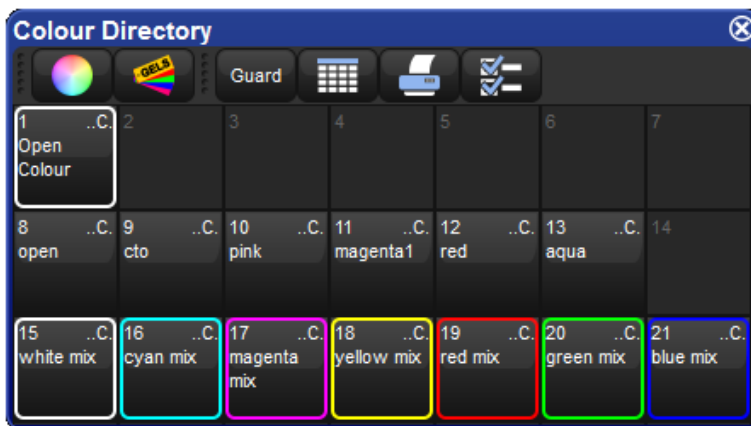 Colour Directory
GELS Guard
1 ..C. 2 3 4 5 6 7
Open
Colour
8 ..C. 9 ..C. 10 ..C. 11 ..C. 12 ..C. 13 ..C. 14
open cto pink magenta1 red aqua
15 ..C. 16 ..C. 17 ..C. 18 ..C. 19 ..C. 20 ..C. 21 ..C.
white mix cyan mix magenta yellow mix red mix green mix blue mix
mix